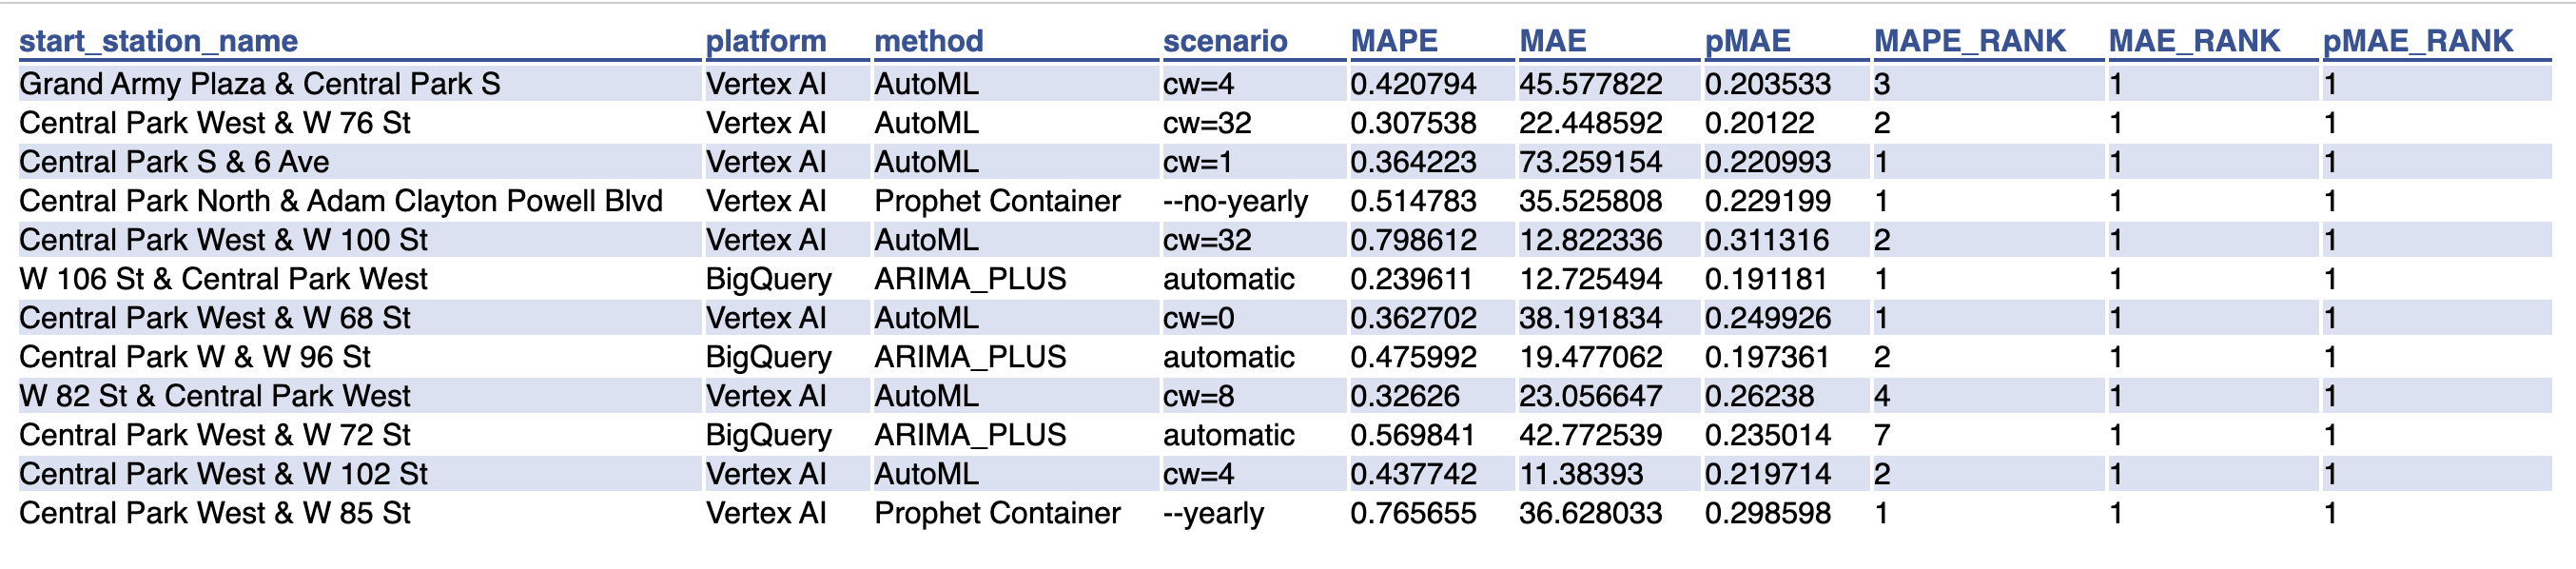 start_station_name platform method scenario MAPE MAE pMAE MAPE_RANK MAE_RANK pMAE_RANK
Grand Army Plaza & Central Park S Vertex AI AutoML cw=4 0.420794 45.577822 0.203533 3 1 1
Central Park West & W 76 St Vertex AI AutoML cw=32 0.307538 22.448592 0.20122 2 1 1
Central Park S & 6 Ave Vertex AI AutoML cw=1 0.364223 73.259154 0.220993 1 1 1
Central Park North & Adam Clayton Powell Blvd Vertex AI Prophet Container --no-yearly 0.514783 35.525808 0.229199 1 1 1
Central Park West & W 100 St Vertex AI AutoML cw=32 0.798612 12.822336 0.311316 2 1 1
W 106 St & Central Park West BigQuery ARIMA_PLUS automatic 0.239611 12.725494 0.191181 1 1 1
Central Park West & W 68 St Vertex AI AutoML cw=0 0.362702 38.191834 0.249926 1 1 1
Central Park W & W 96 St BigQuery ARIMA_PLUS automatic 0.475992 19.477062 0.197361 2 1 1
W 82 St & Central Park West Vertex AI AutoML cw=8 0.32626 23.056647 0.26238 4 1 1
Central Park West & W 72 St BigQuery ARIMA_PLUS automatic 0.569841 42.772539 0.235014 7 1 1
Central Park West & W 102 St Vertex AI AutoML cw=4 0.437742 11.38393 0.219714 2 1 1
Central Park West & W 85 St Vertex AI Prophet Container --yearly 0.765655 36.628033 0.298598 1 1 1